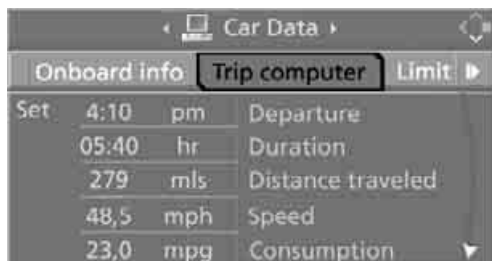 Car Data
Onboard info Trip computer Limit
Set 4:10 pm Departure
05:40 hr Duration
279 mls Distance traveled
48,5 mph Speed
23,0 mpg Consumption